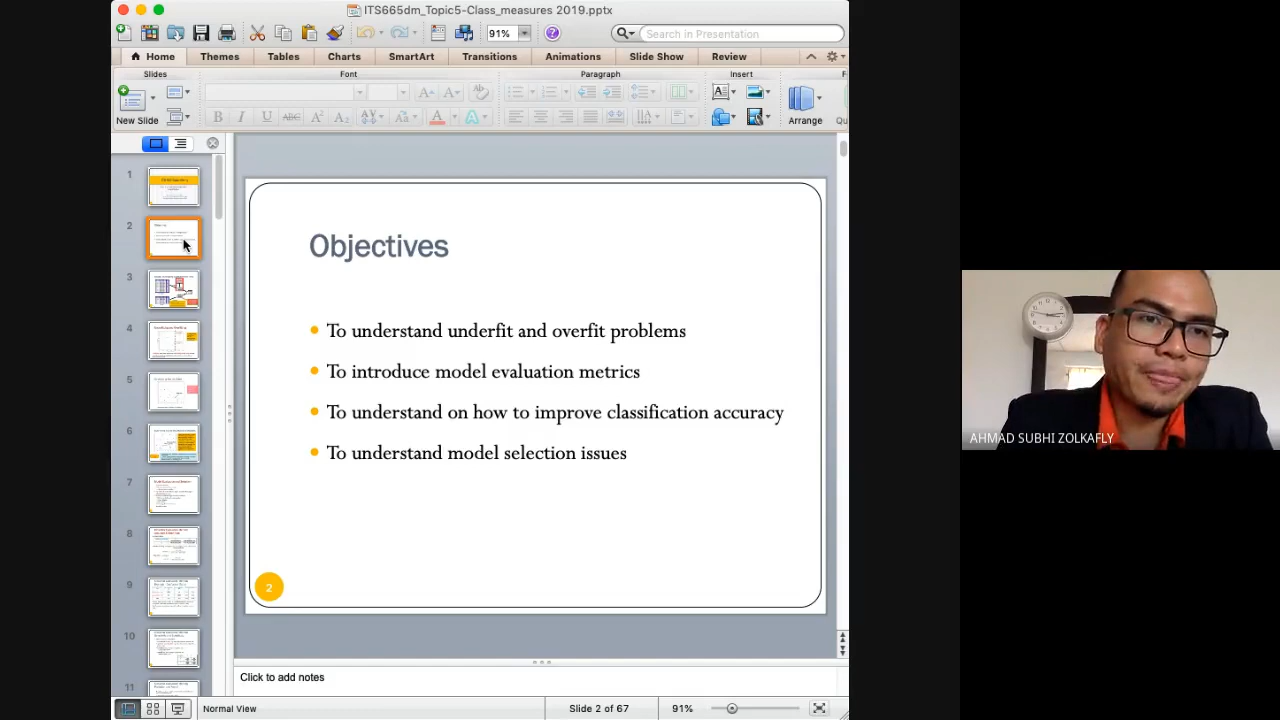 ITS665dm_Topic5-Class_measures 2019.pptx
91%
Search in Presentation
Home
Themes
Tables
Charts
SmartArt
Transitions
Animations
Slide Show
Review
Slides
Font
Paragraph
Insert
New Slide
Arrange
1
2
3
4
5
6
7
8
9
10
11
Objectives
To understand underfit and overfit problems
To introduce model evaluation metrics
To understand on how to improve classification accuracy
To understand model selection issues
2
Click to add notes
Normal View
Slide 2 of 67
91%
AHMAD SUBHI ZOLKAFLY